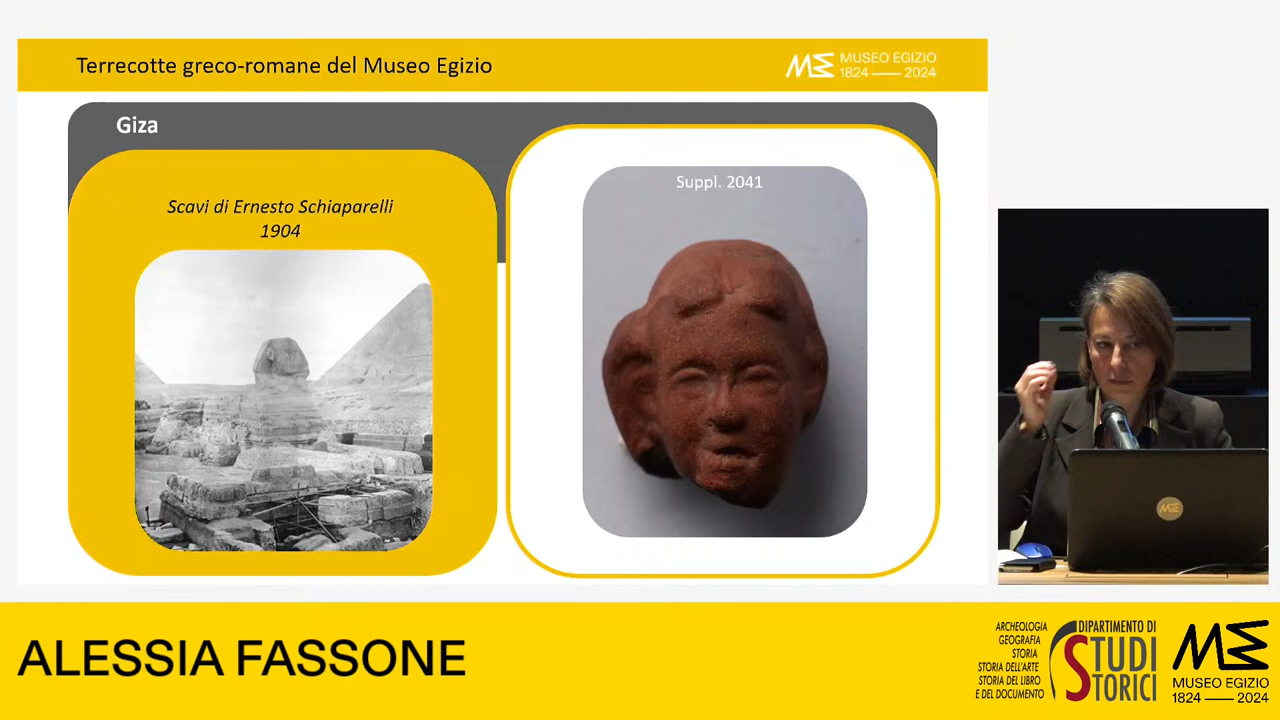 Terrecotte greco-romane del Museo Egizio
MUSEO EGIZIO
1824 — 2024
Giza
Scavi di Ernesto Schiaparelli
1904
Suppl. 2041
ALESSIA FASSONE
ARCHEOLOGIA
GEOGRAFIA
STORIA
STORIA DELL'ARTE
STORIA DEL LIBRO
E DEL DOCUMENTO
DIPARTIMENTO DI
STUDI
STORICI
ME
MUSEO EGIZIO
1824 — 2024